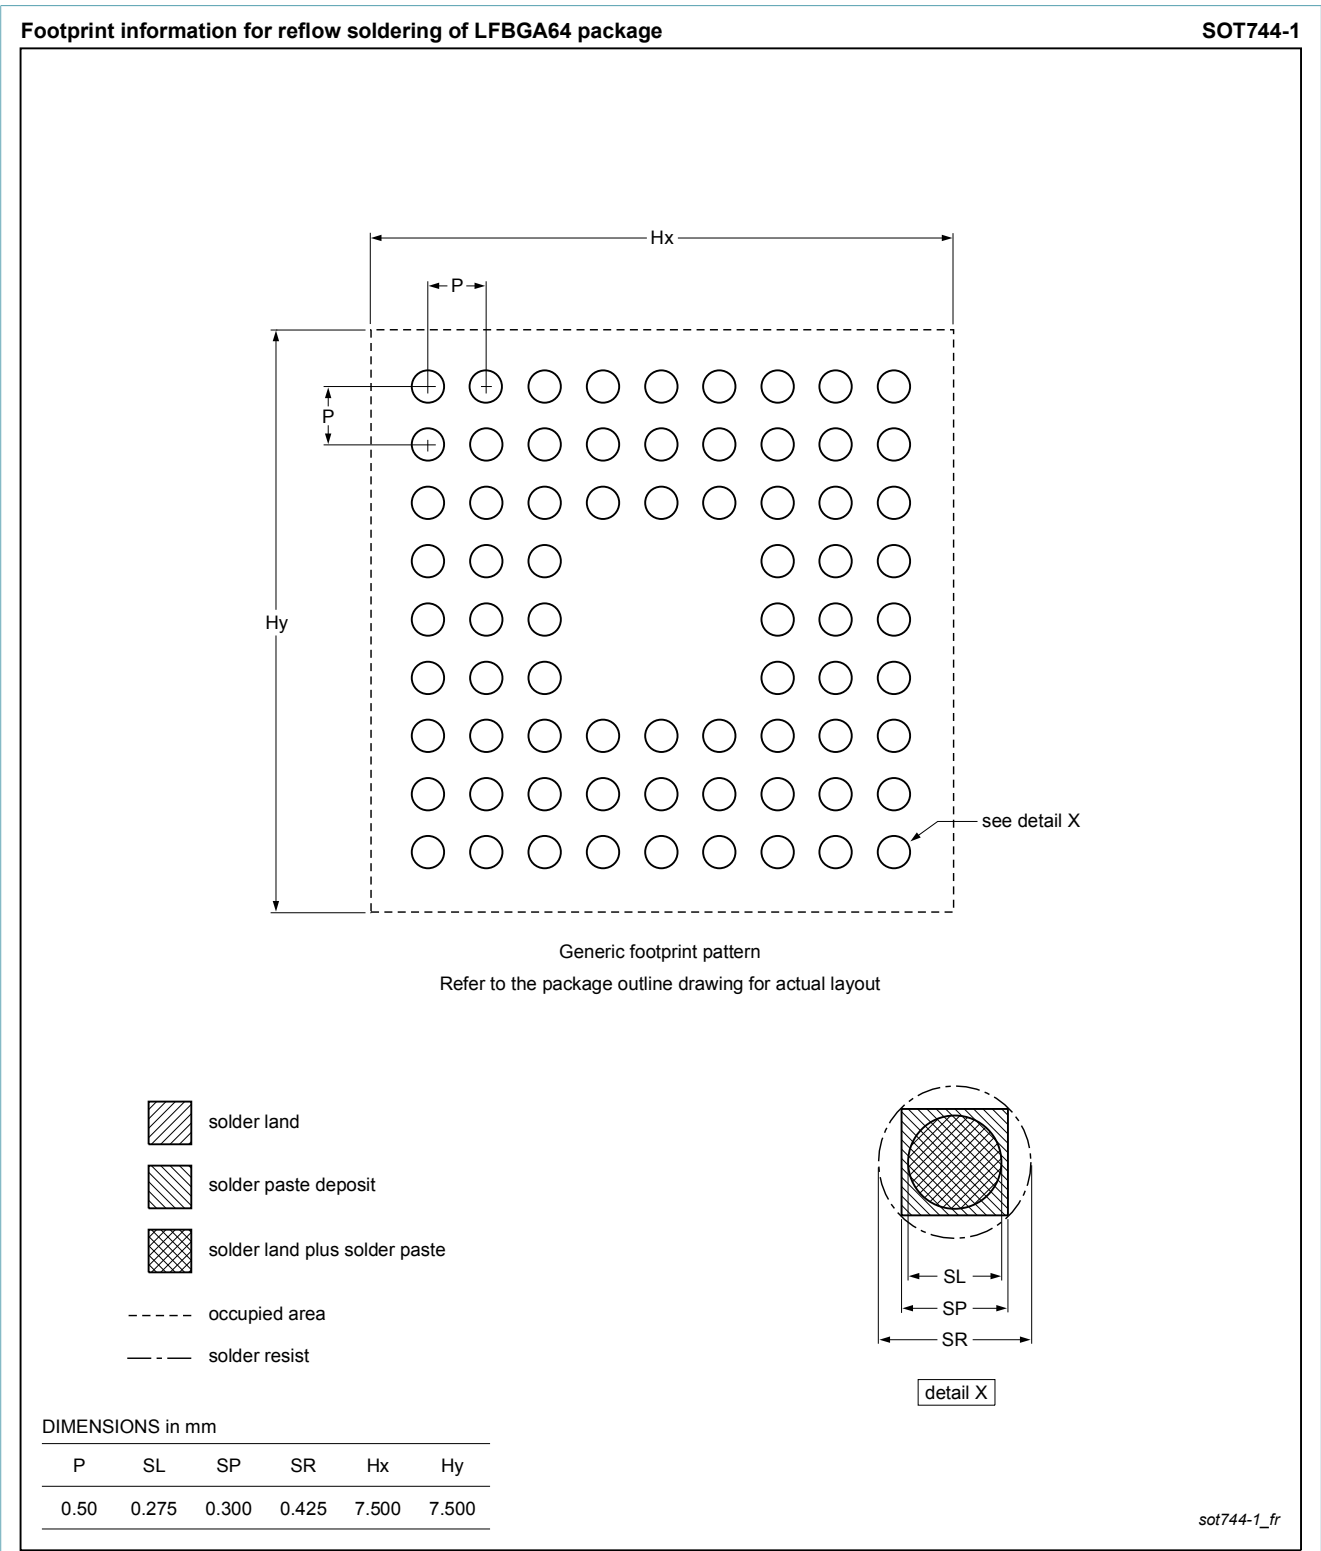 Footprint information for reflow soldering of LFBGA64 package SOT744-1
Hx
P
P
Hy
see detail X
Generic footprint pattern
Refer to the package outline drawing for actual layout
solder land
solder paste deposit
solder land plus solder paste
occupied area
solder resist
SL
SP
SR
detail X
DIMENSIONS in mm
P SL SP SR Hx Hy
0.50 0.275 0.300 0.425 7.500 7.500
sot744-1_fr